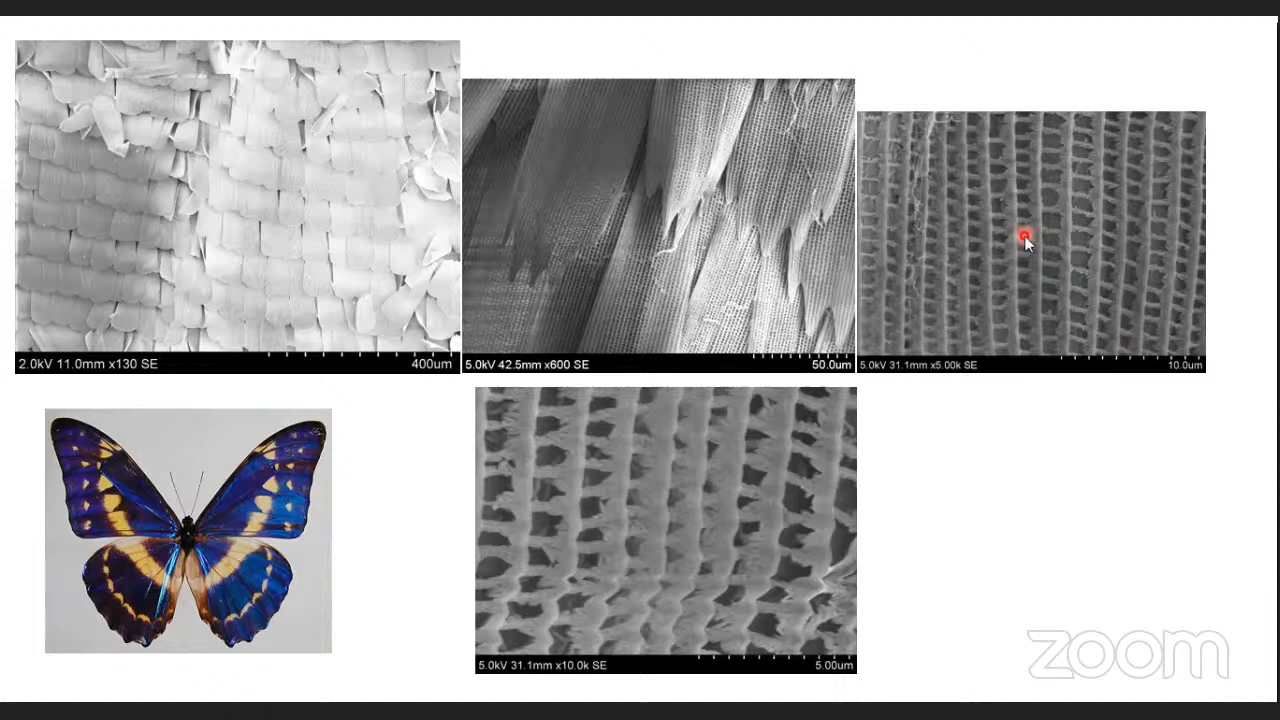 2.0kV 11.0mm x130 SE 400um
5.0kV 42.5mm x600 SE 50.0um
5.0kV 31.1mm x5.00k SE 10.0um
5.0kV 31.1mm x10.0k SE 5.00um
zoom